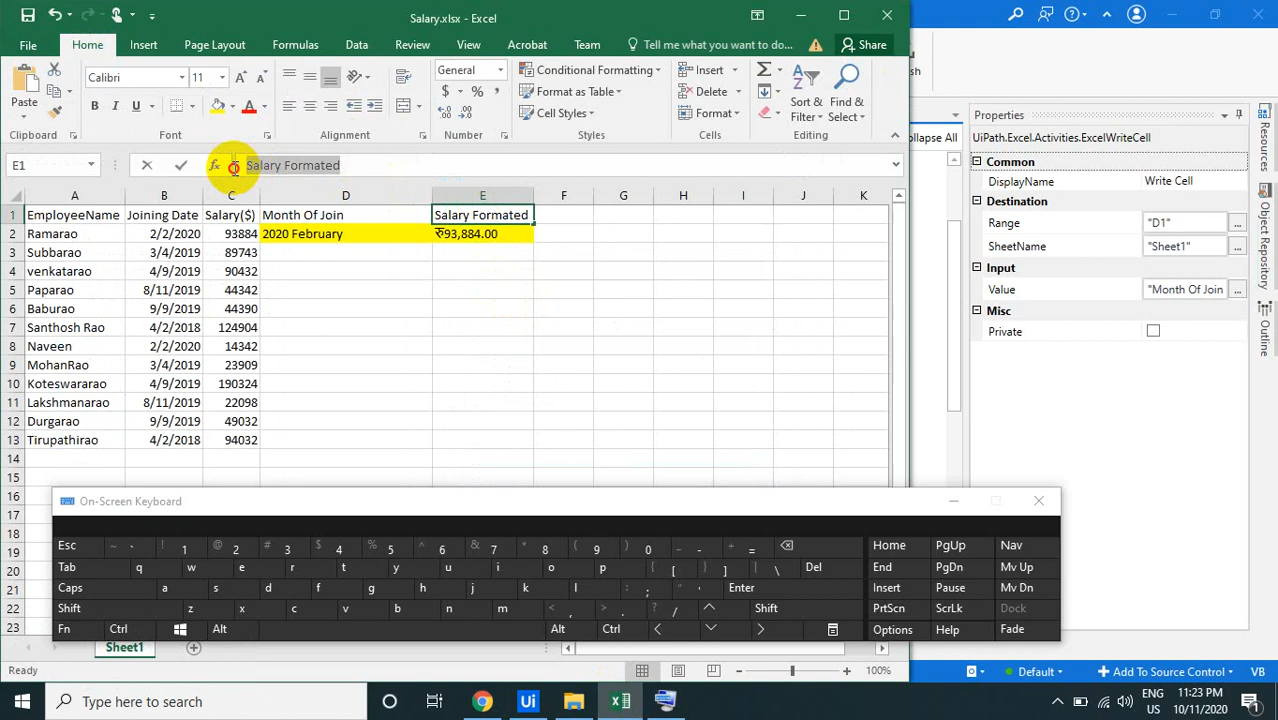 Salary.xlsx - Excel
File Home Insert Page Layout Formulas Data Review View Acrobat Team Tell me what you want to do... Share
Calibri 11 General Conditional Formatting Insert
Paste B I U $ % Format as Table Delete Sort & Find &
Cell Styles Format Filter Select
Clipboard Font Alignment Number Styles Cells Editing
E1 fx Salary Formated
A B C D E F G H I J K
1 EmployeeName Joining Date Salary($) Month Of Join Salary Formated
2 Ramarao 2/2/2020 93884 2020 February रु93,884.00
3 Subbarao 3/4/2019 89743
4 venkatarao 4/9/2019 90432
5 Paparao 8/11/2019 44342
6 Baburao 9/9/2019 44390
7 Santhosh Rao 4/2/2018 124904
8 Naveen 2/2/2020 14342
9 MohanRao 3/4/2019 23909
10 Koteswararao 4/9/2019 190324
11 Lakshmanarao 8/11/2019 22098
12 Durgarao 9/9/2019 49032
13 Tirupathirao 4/2/2018 94032
14
15
16
17
18
19
20
21
22
23
Sheet1
Ready 100%
On-Screen Keyboard
Esc ~ ` ! 1 @ 2 # 3 $ 4 % 5 ^ 6 & 7 * 8 ( 9 ) 0 _ - + = Home PgUp Nav
Tab q w e r t y u i o p { [ } ] | \ Del End PgDn Mv Up
Caps a s d f g h j k l : ; " ' Enter Insert Pause Mv Dn
Shift z x c v b n m < , > . ? / Shift PrtScn ScrLk Dock
Fn Ctrl Alt Alt Ctrl Options Help Fade
sh
ollapse All
Properties
UiPath.Excel.Activities.ExcelWriteCell
Common
DisplayName Write Cell
Destination
Range "D1" ...
SheetName "Sheet1" ...
Input
Value "Month Of Join ...
Misc
Private
Resources
Object Repository
Outline
Default Add To Source Control VB
Type here to search Ui ENG 11:23 PM
US 10/11/2020 1